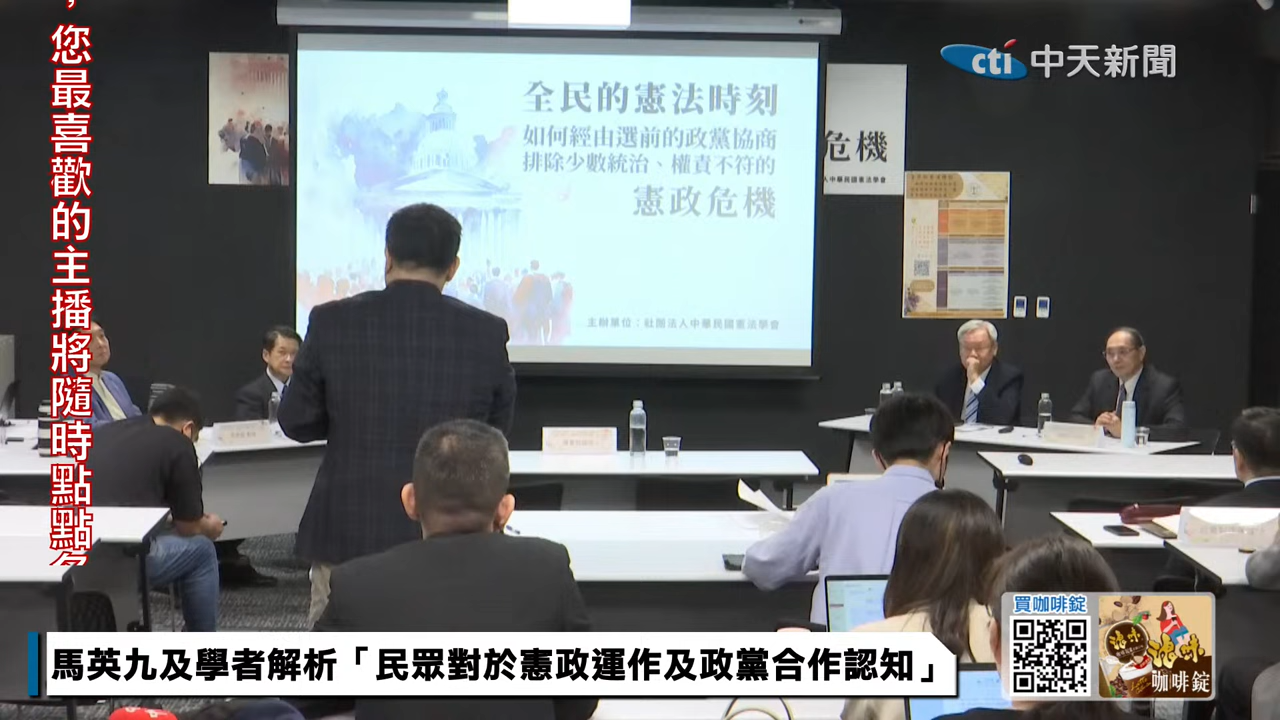 ，您最喜歡的主播將隨時點點
cti 中天新聞
全民的憲法時刻
如何經由選前的政黨協商
排除少數統治、權責不符的
憲政危機
主辦單位：社團法人中華民國憲法學會
危機
人中華民國憲法學會
買咖啡錠
咖啡錠
馬英九及學者解析「民眾對於憲政運作及政黨合作認知」